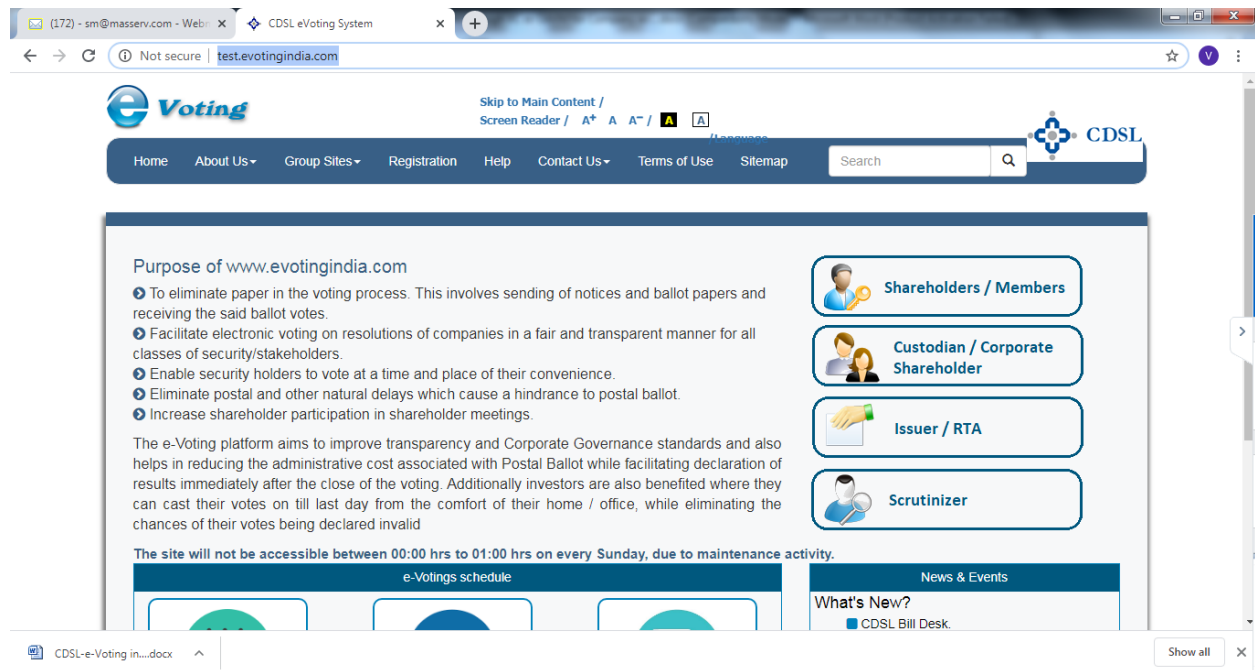 (172) - sm@masserv.com - Web
CDSL eVoting System
Not secure | test.evotingindia.com
V
e Voting
Skip to Main Content /
Screen Reader / A+ A A- / A A
/Language
CDSL
Home About Us Group Sites Registration Help Contact Us Terms of Use Sitemap Search
Purpose of www.evotingindia.com
To eliminate paper in the voting process. This involves sending of notices and ballot papers and
receiving the said ballot votes.
Facilitate electronic voting on resolutions of companies in a fair and transparent manner for all
classes of security/stakeholders.
Enable security holders to vote at a time and place of their convenience.
Eliminate postal and other natural delays which cause a hindrance to postal ballot.
Increase shareholder participation in shareholder meetings.
The e-Voting platform aims to improve transparency and Corporate Governance standards and also
helps in reducing the administrative cost associated with Postal Ballot while facilitating declaration of
results immediately after the close of the voting. Additionally investors are also benefited where they
can cast their votes on till last day from the comfort of their home / office, while eliminating the
chances of their votes being declared invalid
Shareholders / Members
Custodian / Corporate
Shareholder
Issuer / RTA
Scrutinizer
The site will not be accessible between 00:00 hrs to 01:00 hrs on every Sunday, due to maintenance activity.
e-Votings schedule
News & Events
What's New?
CDSL Bill Desk.
CDSL-e-Voting in....docx
Show all